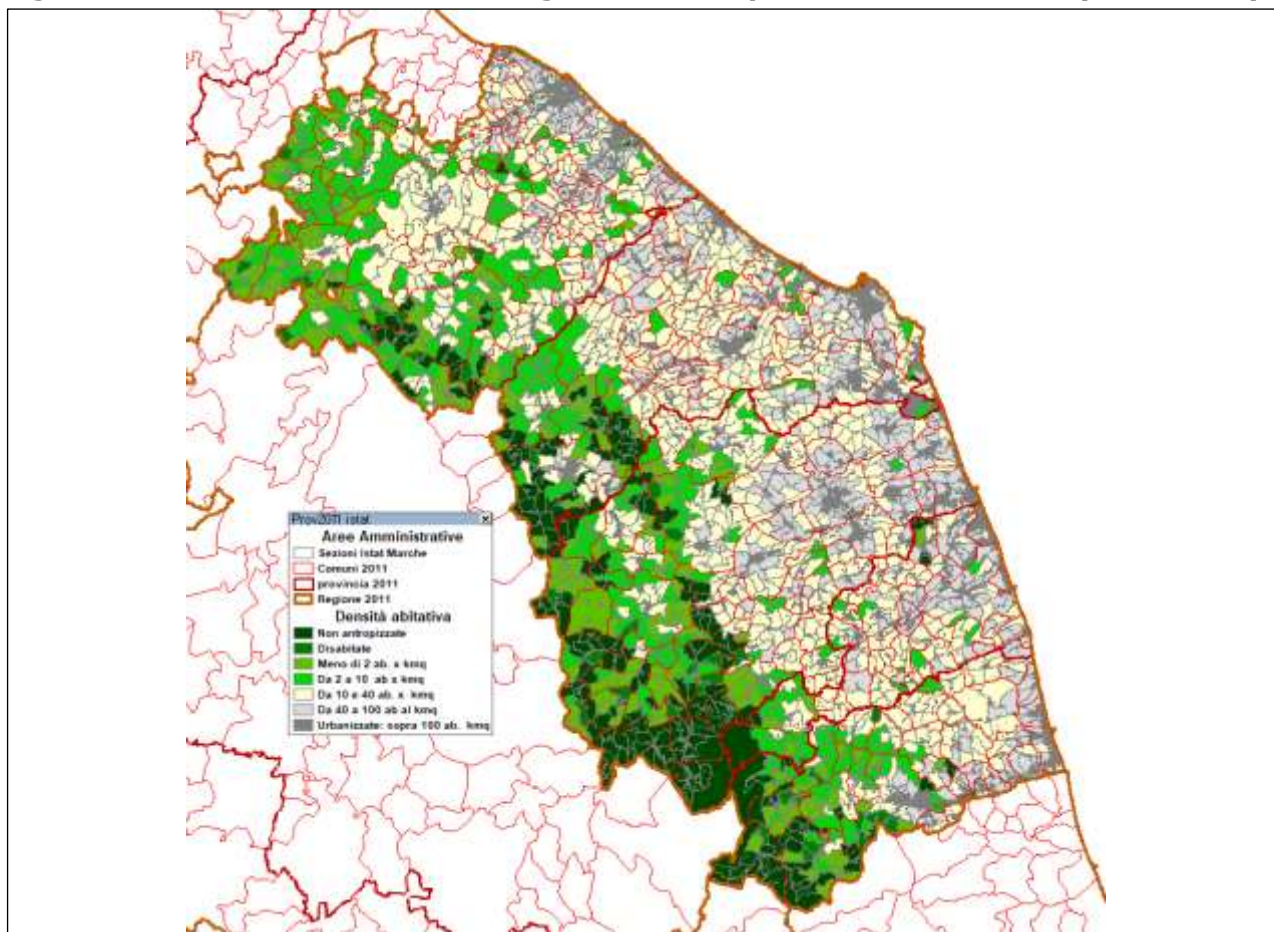 Prov2011 istat x
Aree Amministrative
Sezioni Istat Marche
Comuni 2011
provincia 2011
Regione 2011
Densità abitativa
Non antropizzate
Disabitate
Meno di 2 ab. x kmq
Da 2 a 10 ab x kmq
Da 10 e 40 ab. x kmq
Da 40 a 100 ab al kmq
Urbanizzate: sopra 100 ab. kmq